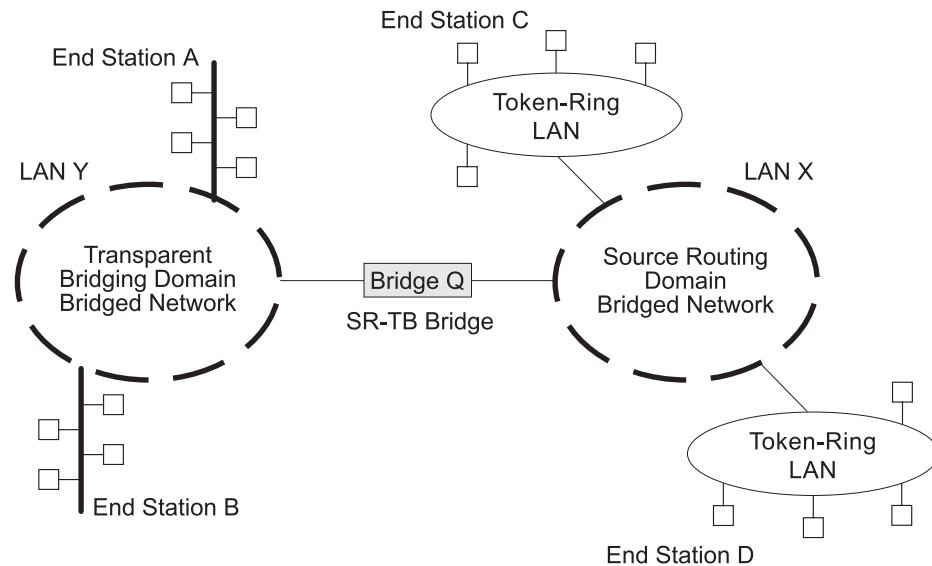 End Station C
End Station A
Token-Ring
LAN
LAN Y
LAN X
Transparent
Bridging Domain
Bridged Network
Bridge Q
SR-TB Bridge
Source Routing
Domain
Bridged Network
Token-Ring
LAN
End Station B
End Station D